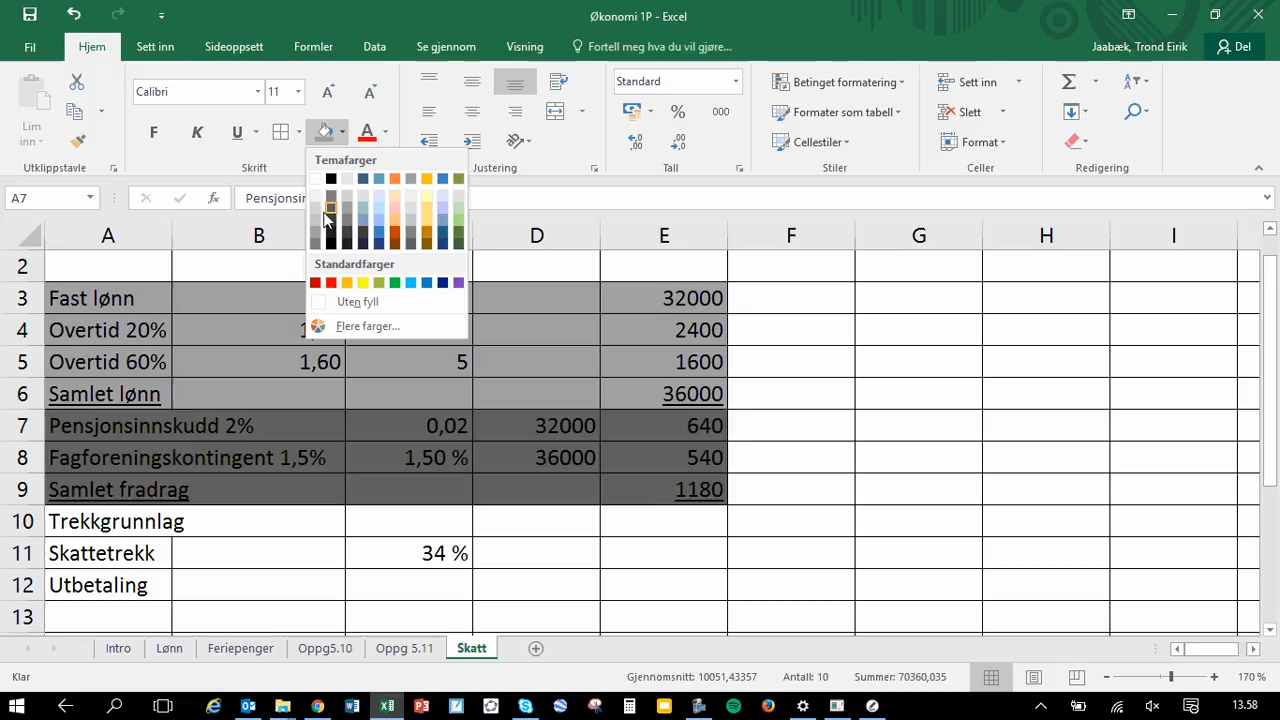 Økonomi 1P - Excel
Fil Hjem Sett inn Sideoppsett Formler Data Se gjennom Visning Fortell meg hva du vil gjøre... Jaabæk, Trond Eirik Del
Calibri 11 Standard Betinget formatering Sett inn
Lim inn 000 Formater som tabell Slett
F K U A Cellestiler Format
Utklippstavle Skrift Justering Tall Stiler Celler Redigering
Temafarger
A7 fx Pensjonsin
A B D E F G H I
Standardfarger
Uten fyll
Flere farger...
2
3 Fast lønn 32000
4 Overtid 20% 2400
5 Overtid 60% 1,60 5 1600
6 Samlet lønn 36000
7 Pensjonsinnskudd 2% 0,02 32000 640
8 Fagforeningskontingent 1,5% 1,50 % 36000 540
9 Samlet fradrag 1180
10 Trekkgrunnlag
11 Skattetrekk 34 %
12 Utbetaling
13
Intro Lønn Feriepenger Oppg5.10 Oppg 5.11 Skatt
Klar Gjennomsnitt: 10051,43357 Antall: 10 Summer: 70360,035 170 %
13.58